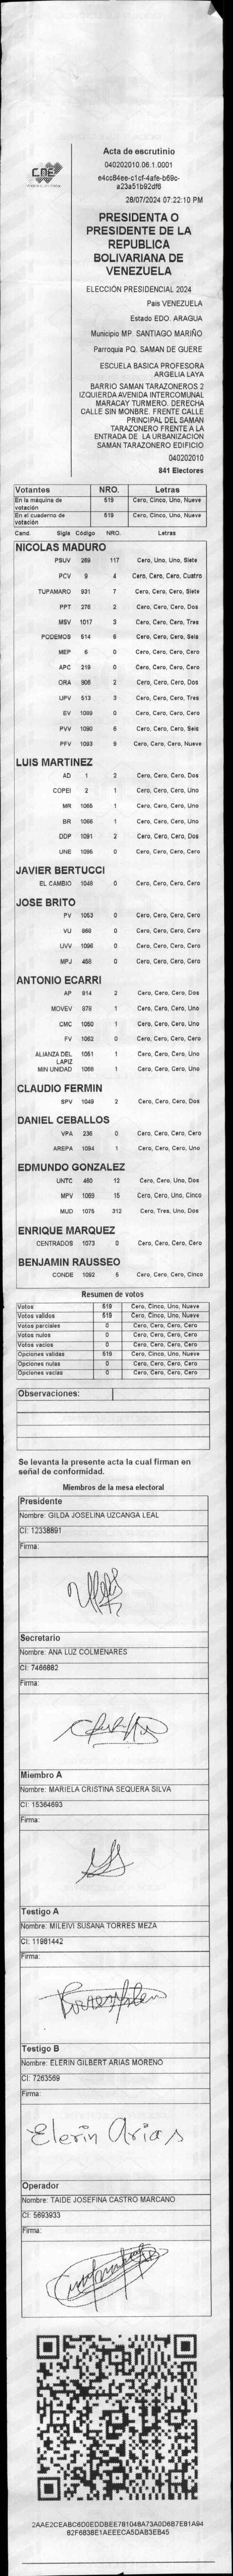 CNE
Acta de escrutinio
040202010.06.1.0001
e4cc84ee-c1cf-4afe-b69c-
a23a51b92df6
28/07/2024 07:22:10 PM
PRESIDENTA O
PRESIDENTE DE LA
REPUBLICA
BOLIVARIANA DE
VENEZUELA
ELECCIÓN PRESIDENCIAL 2024
Pais VENEZUELA
Estado EDO. ARAGUA
Municipio MP. SANTIAGO MARIÑO
Parroquia PQ. SAMAN DE GUERE
ESCUELA BASICA PROFESORA
ARGELIA LAYA
BARRIO SAMAN TARAZONEROS 2
IZQUIERDA AVENIDA INTERCOMUNAL
MARACAY TURMERO. DERECHA
CALLE SIN MONBRE. FRENTE CALLE
PRINCIPAL DEL SAMAN
TARAZONERO FRENTE A LA
ENTRADA DE LA URBANIZACION
SAMAN TARAZONERO EDIFICIO
040202010
841 Electores
Votantes NRO. Letras
En la máquina de votación 519 Cero, Cinco, Uno, Nueve
En el cuaderno de votación 519 Cero, Cinco, Uno, Nueve
Cand. Sigla Código NRO. Letras
NICOLAS MADURO
PSUV 269 117 Cero, Uno, Uno, Siete
PCV 9 4 Cero, Cero, Cero, Cuatro
TUPAMARO 931 7 Cero, Cero, Cero, Siete
PPT 276 2 Cero, Cero, Cero, Dos
MSV 1017 3 Cero, Cero, Cero, Tres
PODEMOS 514 6 Cero, Cero, Cero, Seis
MEP 6 0 Cero, Cero, Cero, Cero
APC 219 0 Cero, Cero, Cero, Cero
ORA 906 2 Cero, Cero, Cero, Dos
UPV 513 3 Cero, Cero, Cero, Tres
EV 1089 0 Cero, Cero, Cero, Cero
PVV 1090 6 Cero, Cero, Cero, Seis
PFV 1093 9 Cero, Cero, Cero, Nueve
LUIS MARTINEZ
AD 1 2 Cero, Cero, Cero, Dos
COPEI 2 1 Cero, Cero, Cero, Uno
MR 1065 1 Cero, Cero, Cero, Uno
BR 1066 1 Cero, Cero, Cero, Uno
DDP 1091 2 Cero, Cero, Cero, Dos
UNE 1095 0 Cero, Cero, Cero, Cero
JAVIER BERTUCCI
EL CAMBIO 1048 0 Cero, Cero, Cero, Cero
JOSE BRITO
PV 1053 0 Cero, Cero, Cero, Cero
VU 969 0 Cero, Cero, Cero, Cero
UVV 1096 0 Cero, Cero, Cero, Cero
MPJ 458 0 Cero, Cero, Cero, Cero
ANTONIO ECARRI
AP 914 2 Cero, Cero, Cero, Dos
MOVEV 978 1 Cero, Cero, Cero, Uno
CMC 1050 1 Cero, Cero, Cero, Uno
FV 1062 0 Cero, Cero, Cero, Cero
ALIANZA DEL LAPIZ 1051 1 Cero, Cero, Cero, Uno
MIN UNIDAD 1068 1 Cero, Cero, Cero, Uno
CLAUDIO FERMIN
SPV 1049 2 Cero, Cero, Cero, Dos
DANIEL CEBALLOS
VPA 236 0 Cero, Cero, Cero, Cero
AREPA 1094 1 Cero, Cero, Cero, Uno
EDMUNDO GONZALEZ
UNTC 460 12 Cero, Cero, Uno, Dos
MPV 1069 15 Cero, Cero, Uno, Cinco
MUD 1075 312 Cero, Tres, Uno, Dos
ENRIQUE MARQUEZ
CENTRADOS 1073 0 Cero, Cero, Cero, Cero
BENJAMIN RAUSSEO
CONDE 1092 5 Cero, Cero, Cero, Cinco
Resumen de votos
Votos 519 Cero, Cinco, Uno, Nueve
Votos validos 519 Cero, Cinco, Uno, Nueve
Votos parciales 0 Cero, Cero, Cero, Cero
Votos nulos 0 Cero, Cero, Cero, Cero
Votos vacios 0 Cero, Cero, Cero, Cero
Opciones validas 519 Cero, Cinco, Uno, Nueve
Opciones nulas 0 Cero, Cero, Cero, Cero
Opciones vacias 0 Cero, Cero, Cero, Cero
Observaciones:
Se levanta la presente acta la cual firman en
señal de conformidad.
Miembros de la mesa electoral
Presidente
Nombre: GILDA JOSELINA UZCANGA LEAL
CI: 12338891
Firma:
Secretario
Nombre: ANA LUZ COLMENARES
CI: 7466862
Firma:
Miembro A
Nombre: MARIELA CRISTINA SEQUERA SILVA
CI: 15364693
Firma:
Testigo A
Nombre: MILEIVI SUSANA TORRES MEZA
CI: 11981442
Firma:
Testigo B
Nombre: ELERIN GILBERT ARIAS MORENO
CI: 7263569
Firma:
Elerin Arias
Operador
Nombre: TAIDE JOSEFINA CASTRO MARCANO
CI: 5693933
Firma:
2AAE2CEABC6D0EDDBEE781048A73A0D6B7E81A94
82F6838E1AEEECA5DAB3EB45